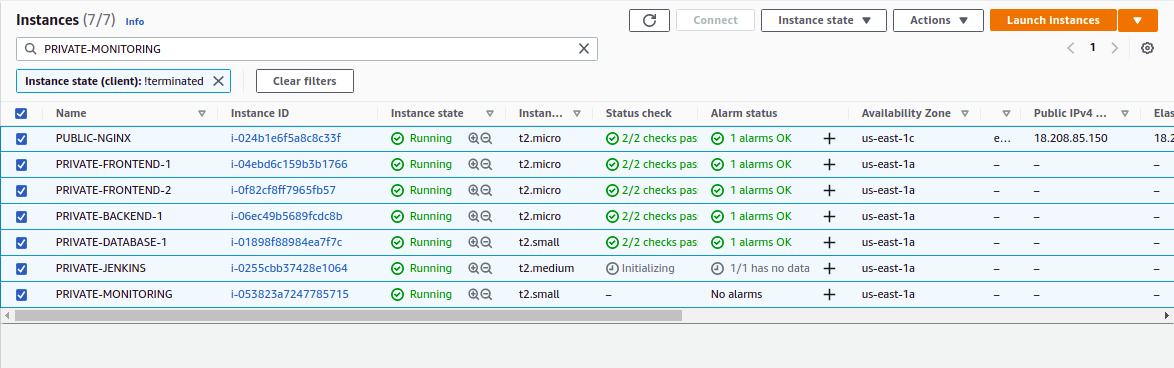 Instances (7/7) Info Connect Instance state Actions Launch Instances
PRIVATE-MONITORING 1
Instance state (client): !terminated Clear filters
Name Instance ID Instance state Instan... Status check Alarm status Availability Zone Public IPv4 ... Elas
PUBLIC-NGINX i-024b1e6f5a8c8c33f Running t2.micro 2/2 checks pas 1 alarms OK + us-east-1c e... 18.208.85.150 18.2
PRIVATE-FRONTEND-1 i-04ebd6c159b3b1766 Running t2.micro 2/2 checks pas 1 alarms OK + us-east-1a – – –
PRIVATE-FRONTEND-2 i-0f82cf8ff7965fb57 Running t2.micro 2/2 checks pas 1 alarms OK + us-east-1a – – –
PRIVATE-BACKEND-1 i-06ec49b5689fcdc8b Running t2.micro 2/2 checks pas 1 alarms OK + us-east-1a – – –
PRIVATE-DATABASE-1 i-01898f88984ea7f7c Running t2.small 2/2 checks pas 1 alarms OK + us-east-1a – – –
PRIVATE-JENKINS i-0255cbb37428e1064 Running t2.medium Initializing 1/1 has no data + us-east-1a – – –
PRIVATE-MONITORING i-053823a7247785715 Running t2.small – No alarms + us-east-1a – – –